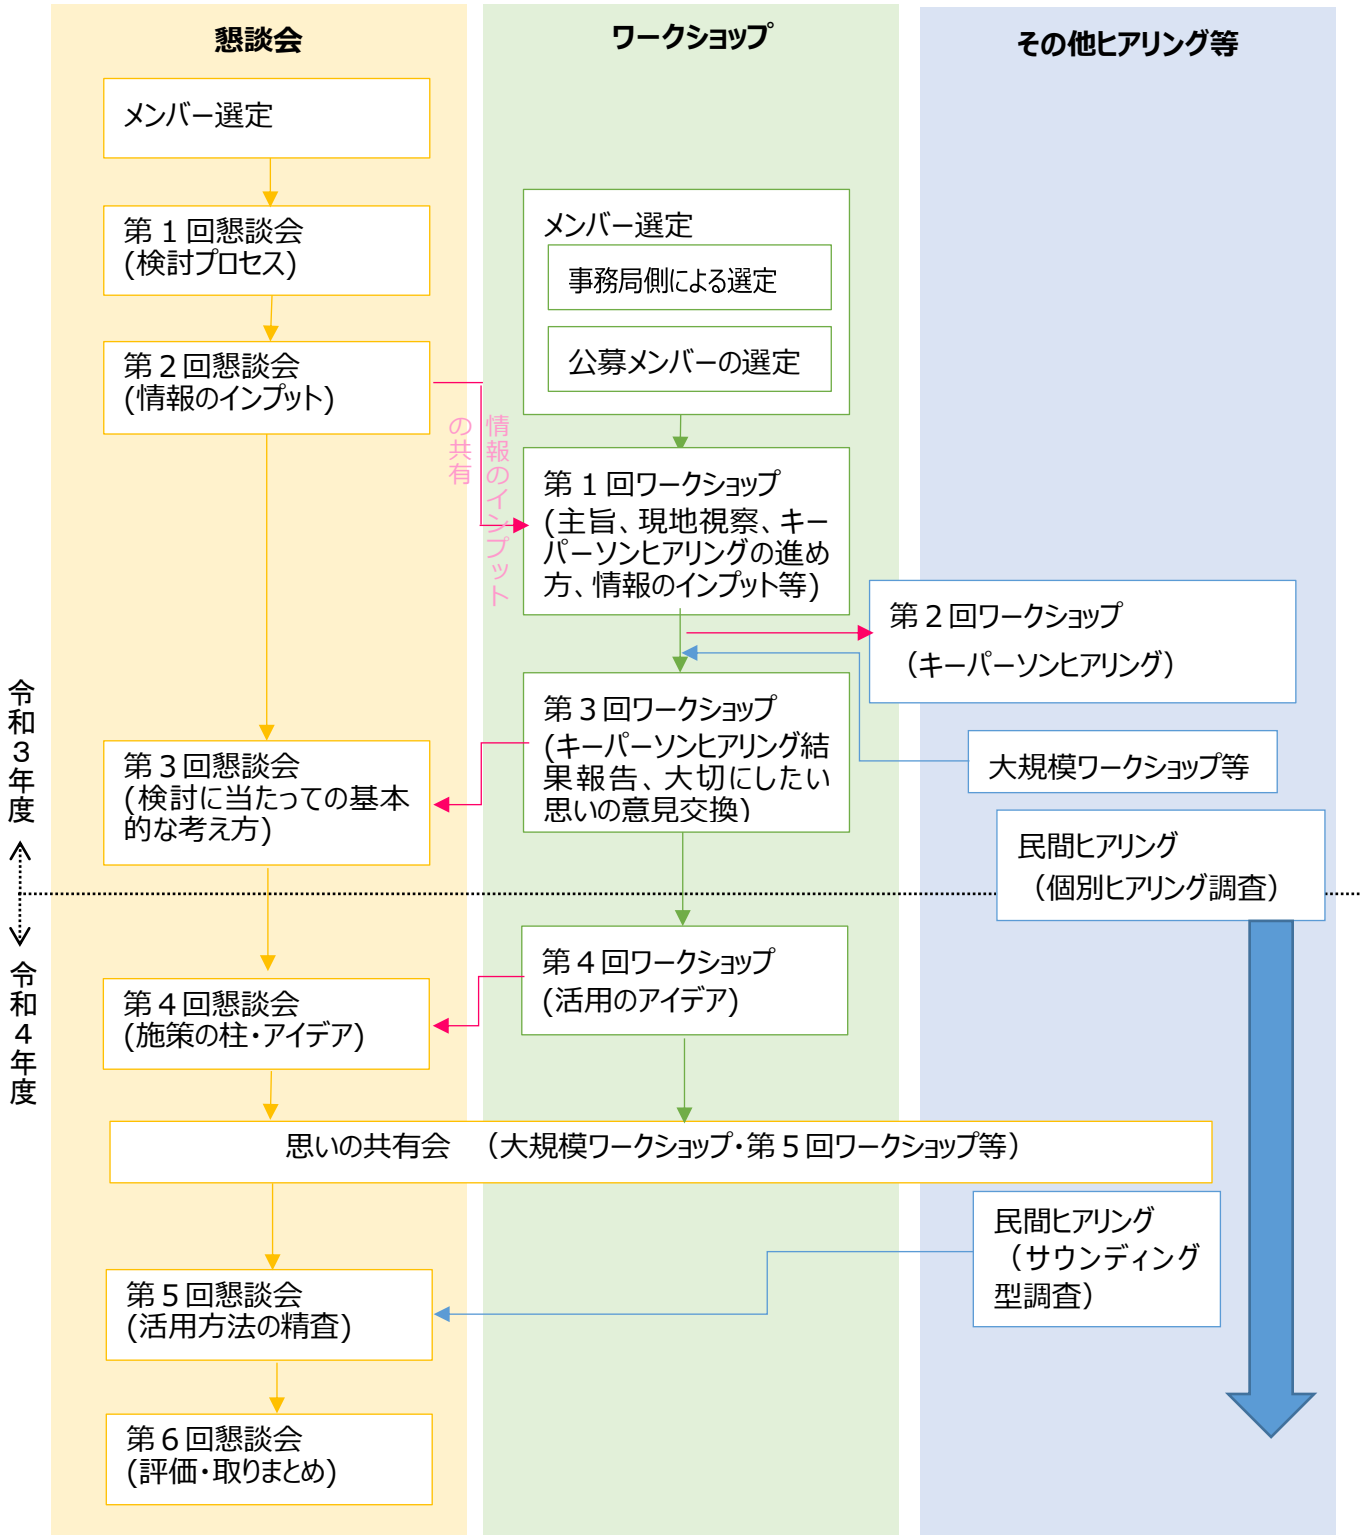 懇談会
メンバー選定
第１回懇談会
(検討プロセス)
第２回懇談会
(情報のインプット)
第３回懇談会
(検討に当たっての基本
的な考え方)
第４回懇談会
(施策の柱・アイデア)
ワークショップ
メンバー選定
事務局側による選定
公募メンバーの選定
情報のインプット
の共有
第１回ワークショップ
(主旨、現地視察、キー
パーソンヒアリングの進め
方、情報のインプット等)
第３回ワークショップ
(キーパーソンヒアリング結
果報告、大切にしたい
思いの意見交換)
第４回ワークショップ
(活用のアイデア)
その他ヒアリング等
第２回ワークショップ
（キーパーソンヒアリング）
大規模ワークショップ等
民間ヒアリング
（個別ヒアリング調査）
令和３年度
令和４年度
思いの共有会　（大規模ワークショップ・第５回ワークショップ等）
民間ヒアリング
（サウンディング
型調査）
第５回懇談会
(活用方法の精査)
第６回懇談会
(評価・取りまとめ)